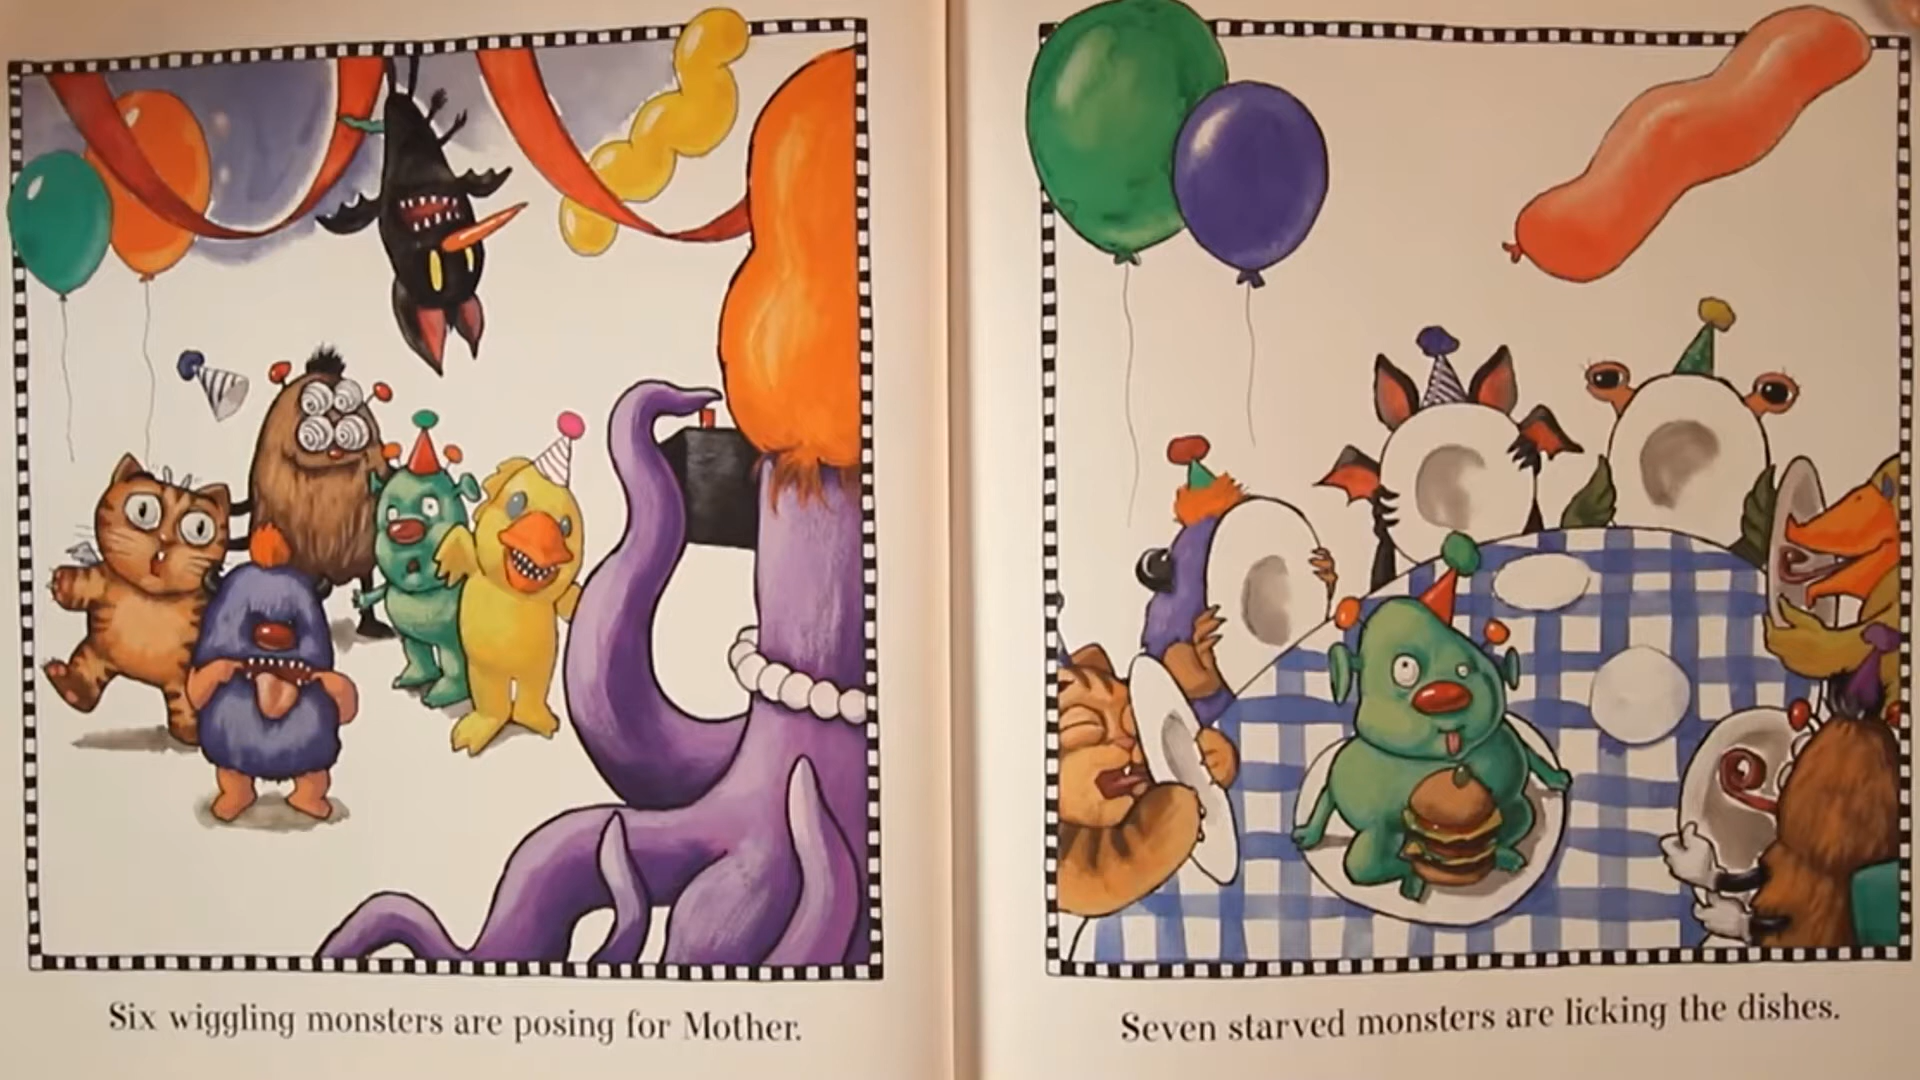 Six wiggling monsters are posing for Mother.
Seven starved monsters are licking the dishes.